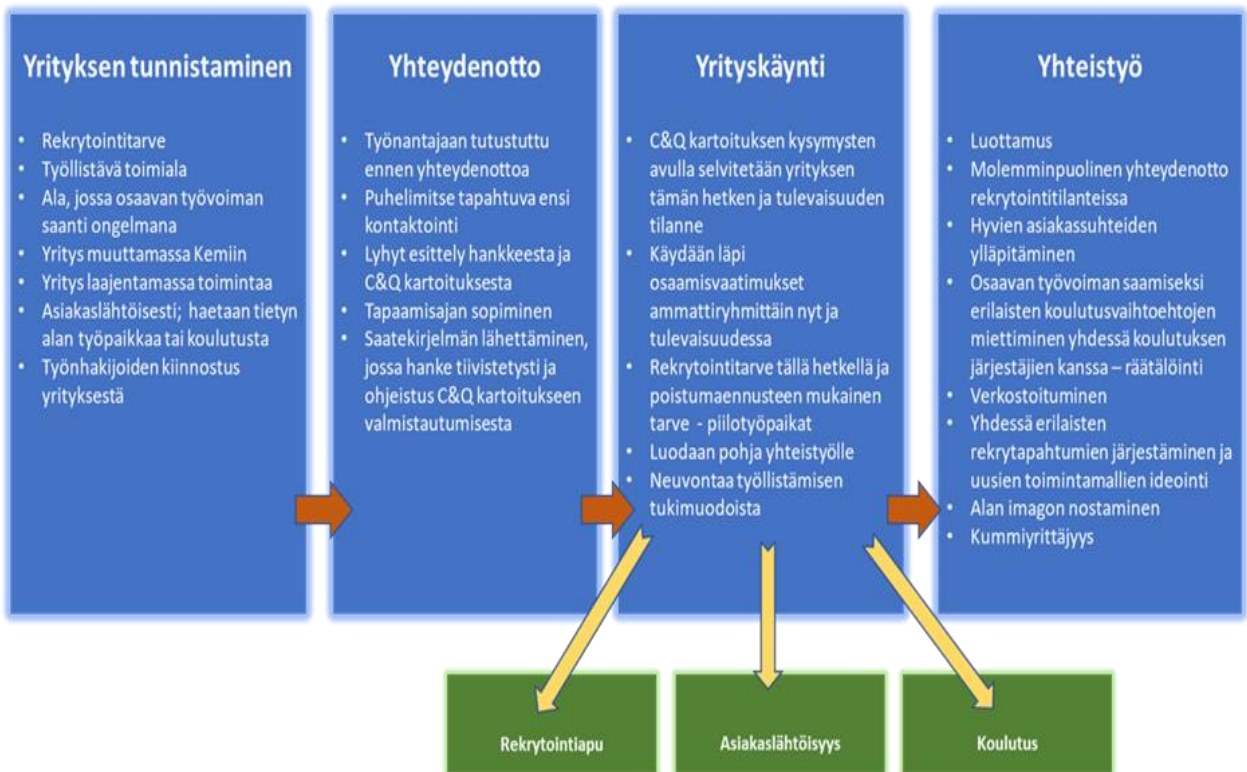 Yrityksen tunnistaminen
• Rekrytointitarve
• Työllistävä toimiala
• Ala, jossa osaavan työvoiman
saanti ongelmana
• Yritys muuttamassa Kemiin
• Yritys laajentamassa toimintaa
• Asiakaslähtöisesti; haetaan tietyn
alan työpaikkaa tai koulutusta
• Työnhakijoiden kiinnostus
yrityksestä
Yhteydenotto
• Työnantajaan tutustuttu
ennen yhteydenottoa
• Puhelimitse tapahtuva ensi
kontaktointi
• Lyhyt esittely hankkeesta ja
C&Q kartoituksesta
• Tapaamisajan sopiminen
• Saatekirjelmän lähettäminen,
jossa hanke tiivistetysti ja
ohjeistus C&Q kartoitukseen
valmistautumisesta
Yrityskäynti
• C&Q kartoituksen kysymysten
avulla selvitetään yrityksen
tämän hetken ja tulevaisuuden
tilanne
• Käydään läpi
osaamisvaatimukset
ammattiryhmittäin nyt ja
tulevaisuudessa
• Rekrytointitarve tällä hetkellä ja
poistumaennusteen mukainen
tarve - piilotyöpaikat
• Luodaan pohja yhteistyölle
• Neuvontaa työllistämisen
tukimuodoista
Yhteistyö
• Luottamus
• Molemminpuolinen yhteydenotto
rekrytointitilanteissa
• Hyvien asiakassuhteiden
ylläpitäminen
• Osaavan työvoiman saamiseksi
erilaisten koulutusvaihtoehtojen
miettiminen yhdessä koulutuksen
järjestäjien kanssa – räätälöinti
• Verkostoituminen
• Yhdessä erilaisten
rekrytapahtumien järjestäminen ja
uusien toimintamallien ideointi
• Alan imagon nostaminen
• Kummiyrittäjyys
Rekrytointiapu
Asiakaslähtöisyys
Koulutus